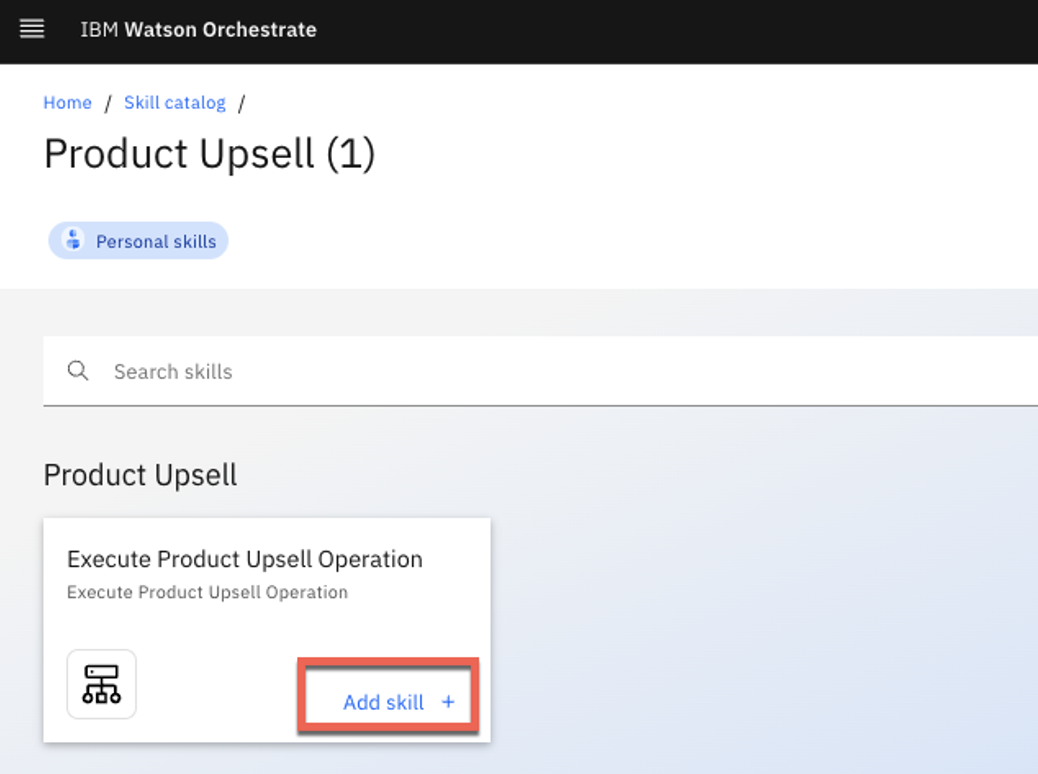 IBM Watson Orchestrate
Home / Skill catalog /
Product Upsell (1)
Personal skills
Search skills
Product Upsell
Execute Product Upsell Operation
Execute Product Upsell Operation
Add skill +